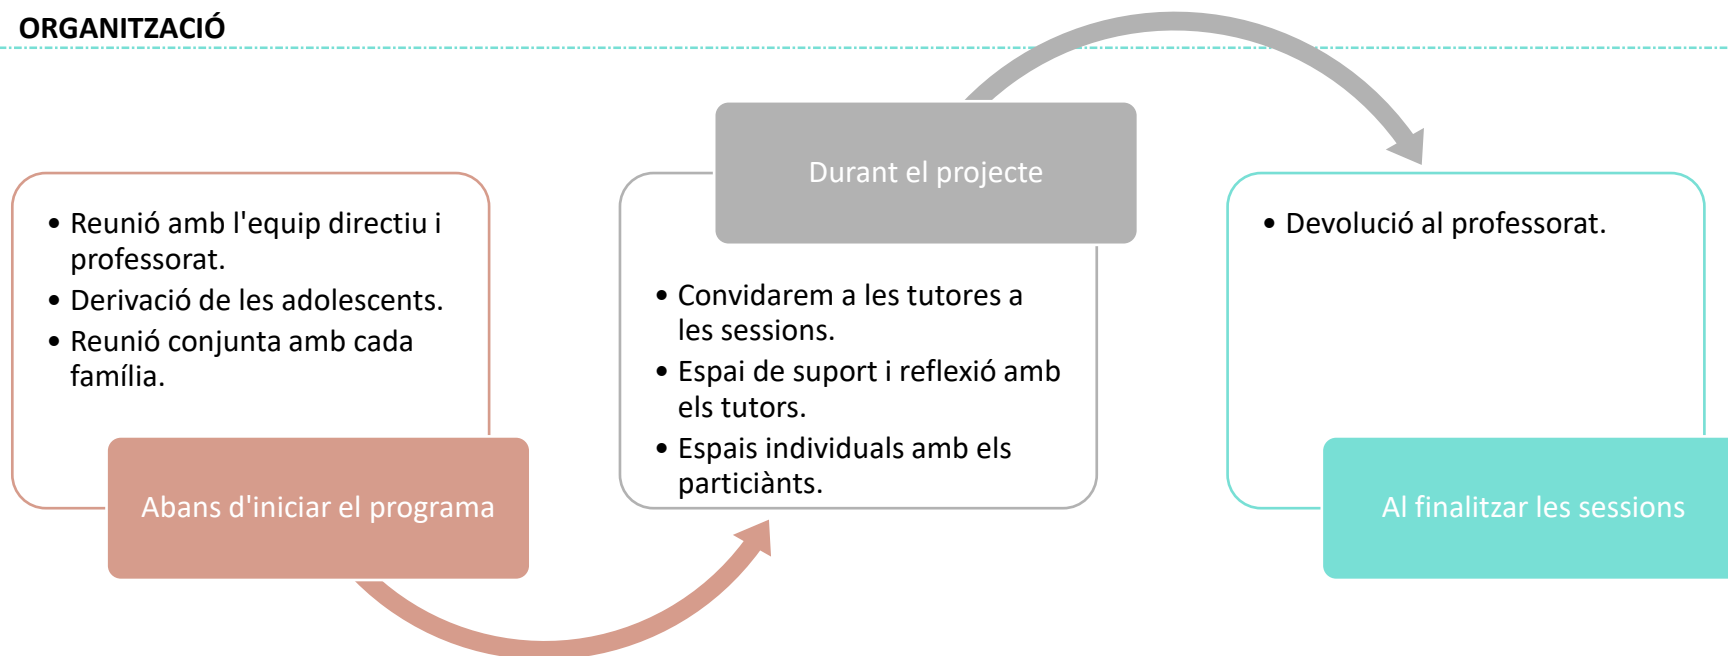 ORGANITZACIÓ
• Reunió amb l'equip directiu i
professorat.
• Derivació de les adolescents.
• Reunió conjunta amb cada
família.
Abans d'iniciar el programa
Durant el projecte
• Convidarem a les tutores a
les sessions.
• Espai de suport i reflexió amb
els tutors.
• Espais individuals amb els
particiànts.
• Devolució al professorat.
Al finalitzar les sessions